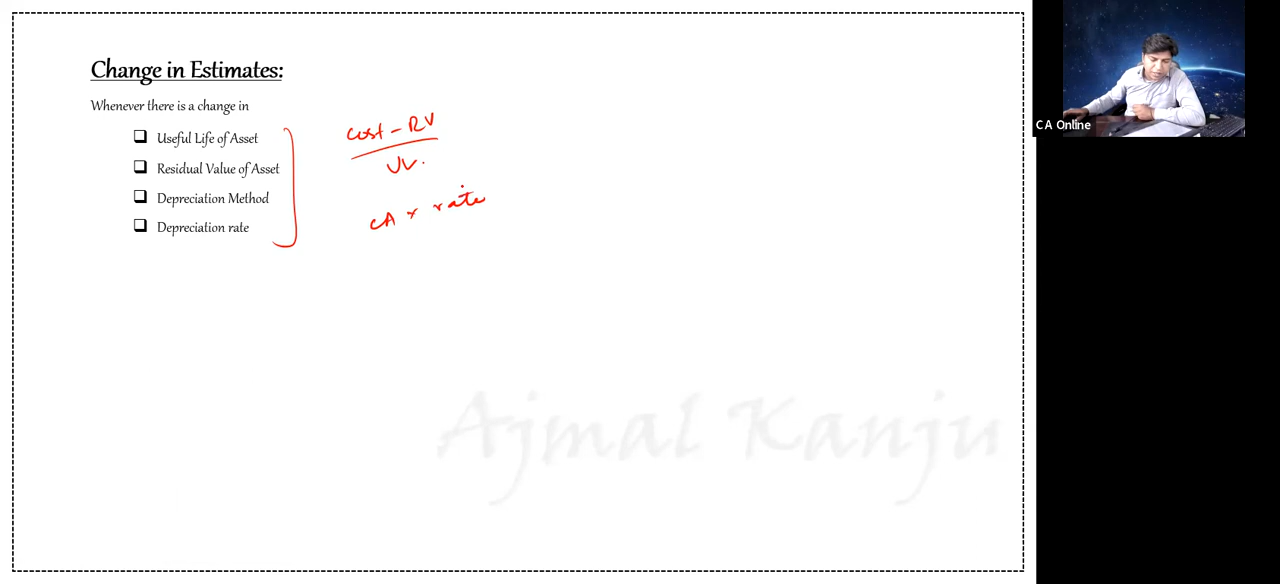 Change in Estimates:
Whenever there is a change in
Useful Life of Asset
Residual Value of Asset
Depreciation Method
Depreciation rate
Cost - RV
CA × rate
Ajmal Kanju
CA Online